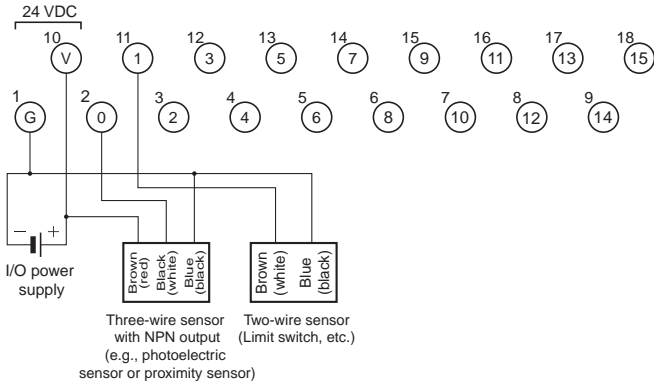 24 VDC
10 11 12 13 14 15 16 17 18
V 1 3 5 7 9 11 13 15
1 2 3 4 5 6 7 8 9
G 0 2 4 6 8 10 12 14
− +
I/O power
supply
Brown
(red)
Black
(white)
Blue
(black)
Brown
(white)
Blue
(black)
Three-wire sensor
with NPN output
(e.g., photoelectric
sensor or proximity sensor)
Two-wire sensor
(Limit switch, etc.)